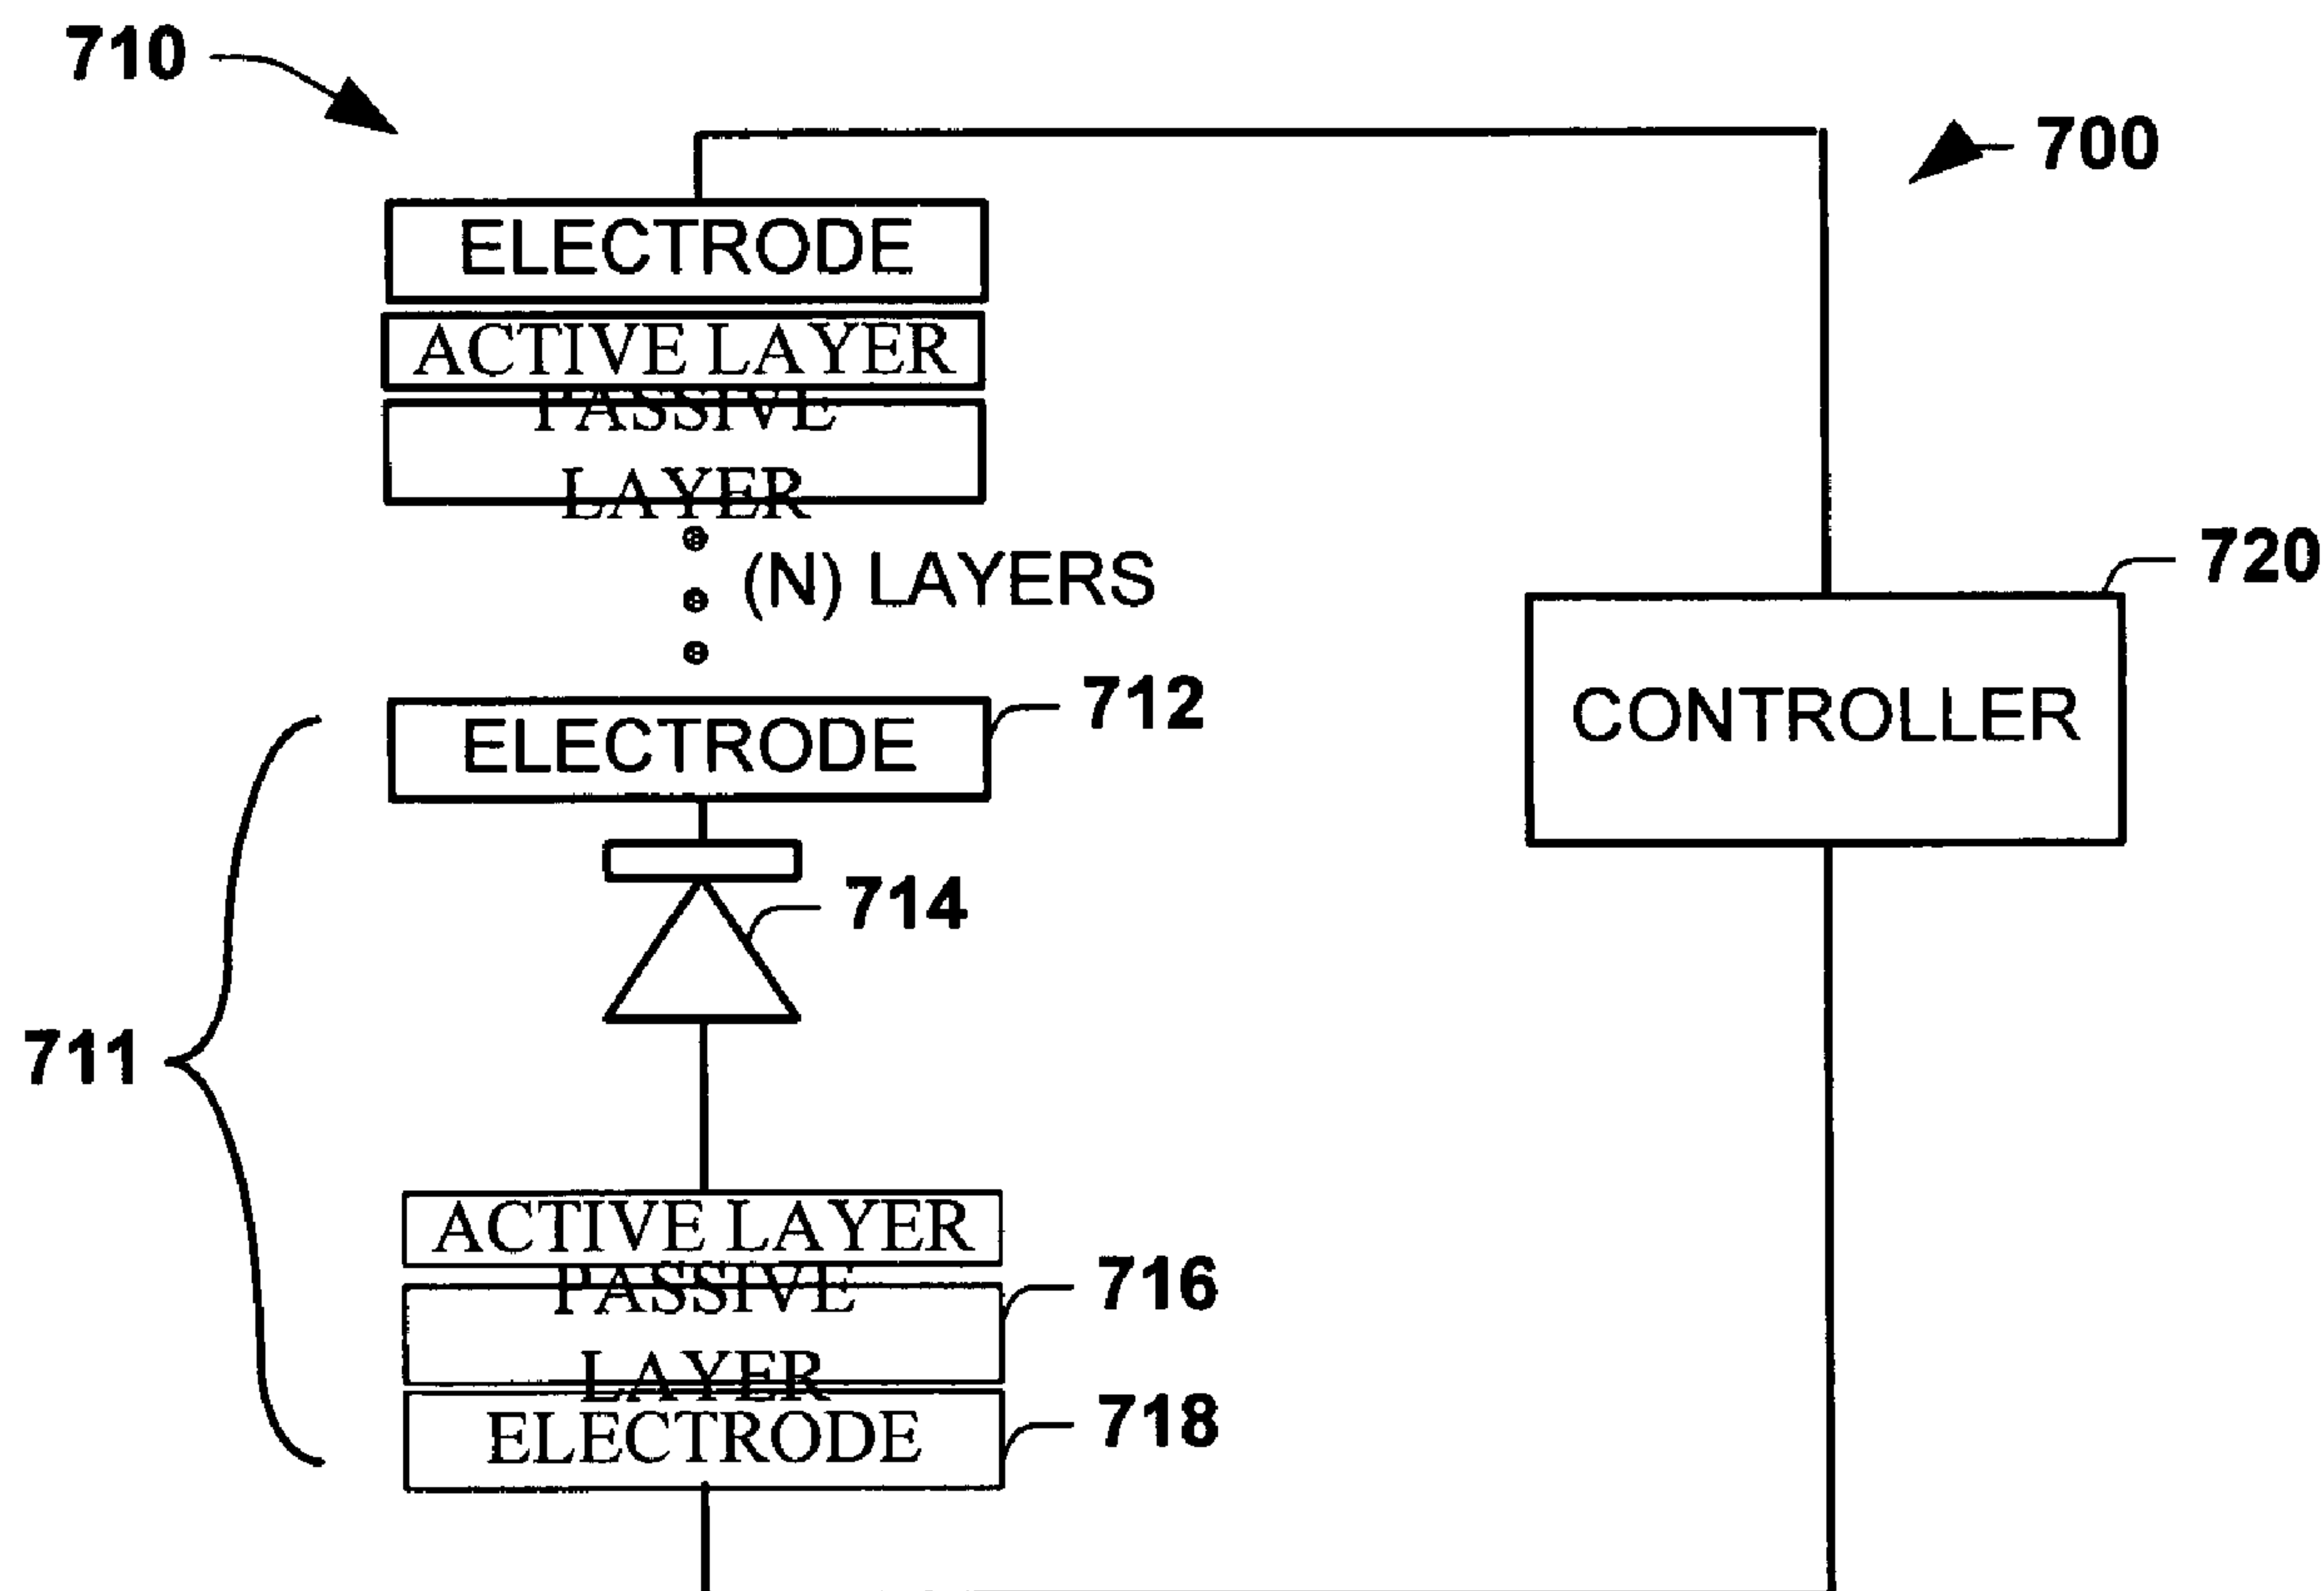 710
700
ELECTRODE
ACTIVE LAYER
PASSIVE
LAYER
(N) LAYERS
720
712
ELECTRODE
CONTROLLER
714
711
ACTIVE LAYER
PASSIVE
716
LAYER
718
ELECTRODE